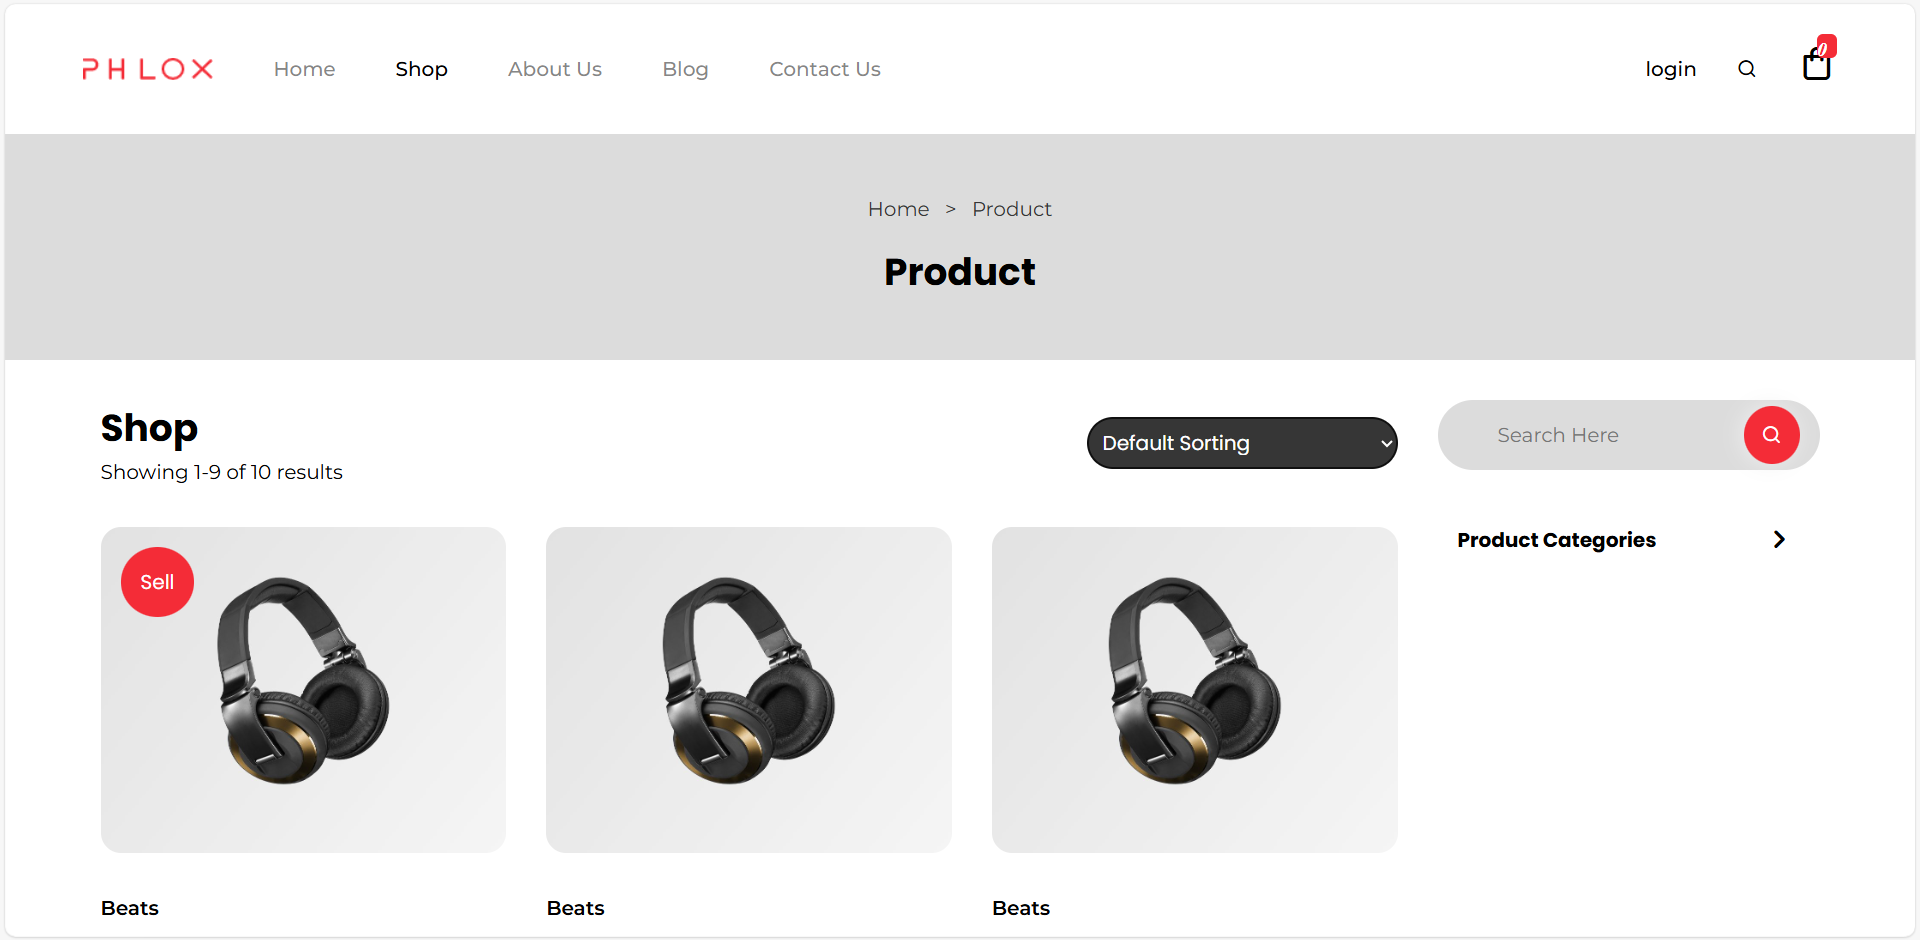 PHLOX Home Shop About Us Blog Contact Us login 0
Home > Product
Product
Shop
Showing 1-9 of 10 results
Default Sorting
Search Here
Product Categories
Sell
Beats
Beats
Beats